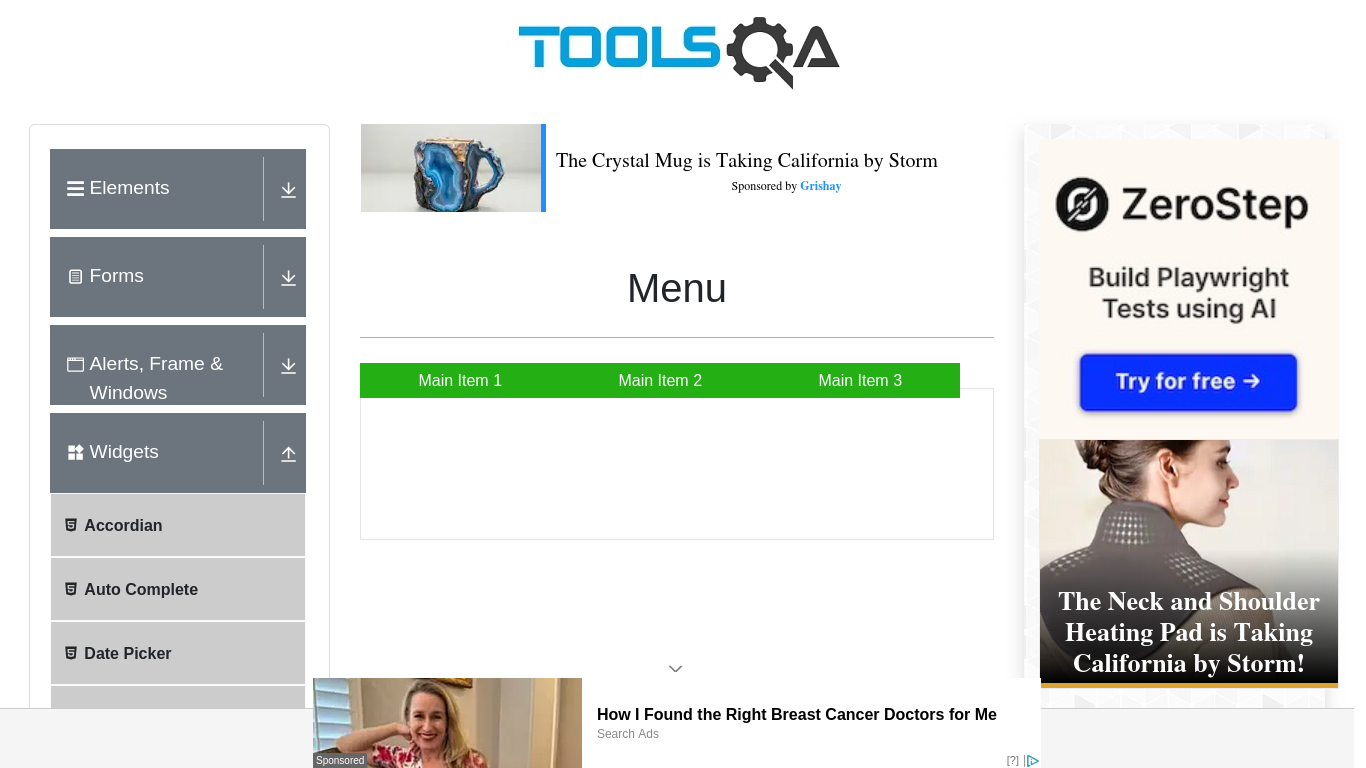 TOOLSQA
Elements
Forms
Alerts, Frame &
Windows
Widgets
Accordian
Auto Complete
Date Picker
The Crystal Mug is Taking California by Storm
Sponsored by Grishay
Menu
Main Item 1
Main Item 2
Main Item 3
ZeroStep
Build Playwright
Tests using AI
Try for free →
The Neck and Shoulder
Heating Pad is Taking
California by Storm!
Sponsored
How I Found the Right Breast Cancer Doctors for Me
Search Ads
[?]